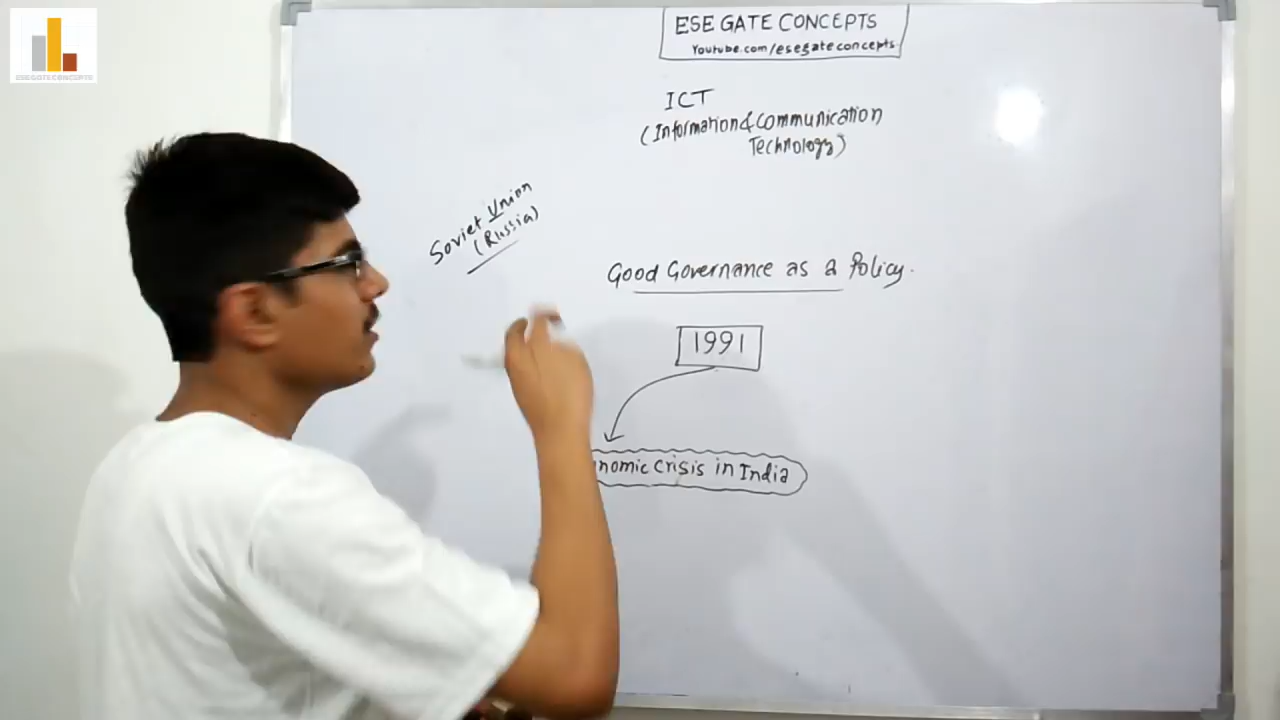 ESEGATECONCEPTS
ESE GATE CONCEPTS
Youtube.com/esegateconcepts
ICT
(Information & Communication
Technology)
Soviet Union
(Russia)
Good Governance as a Policy.
1991
nomic crisis in India